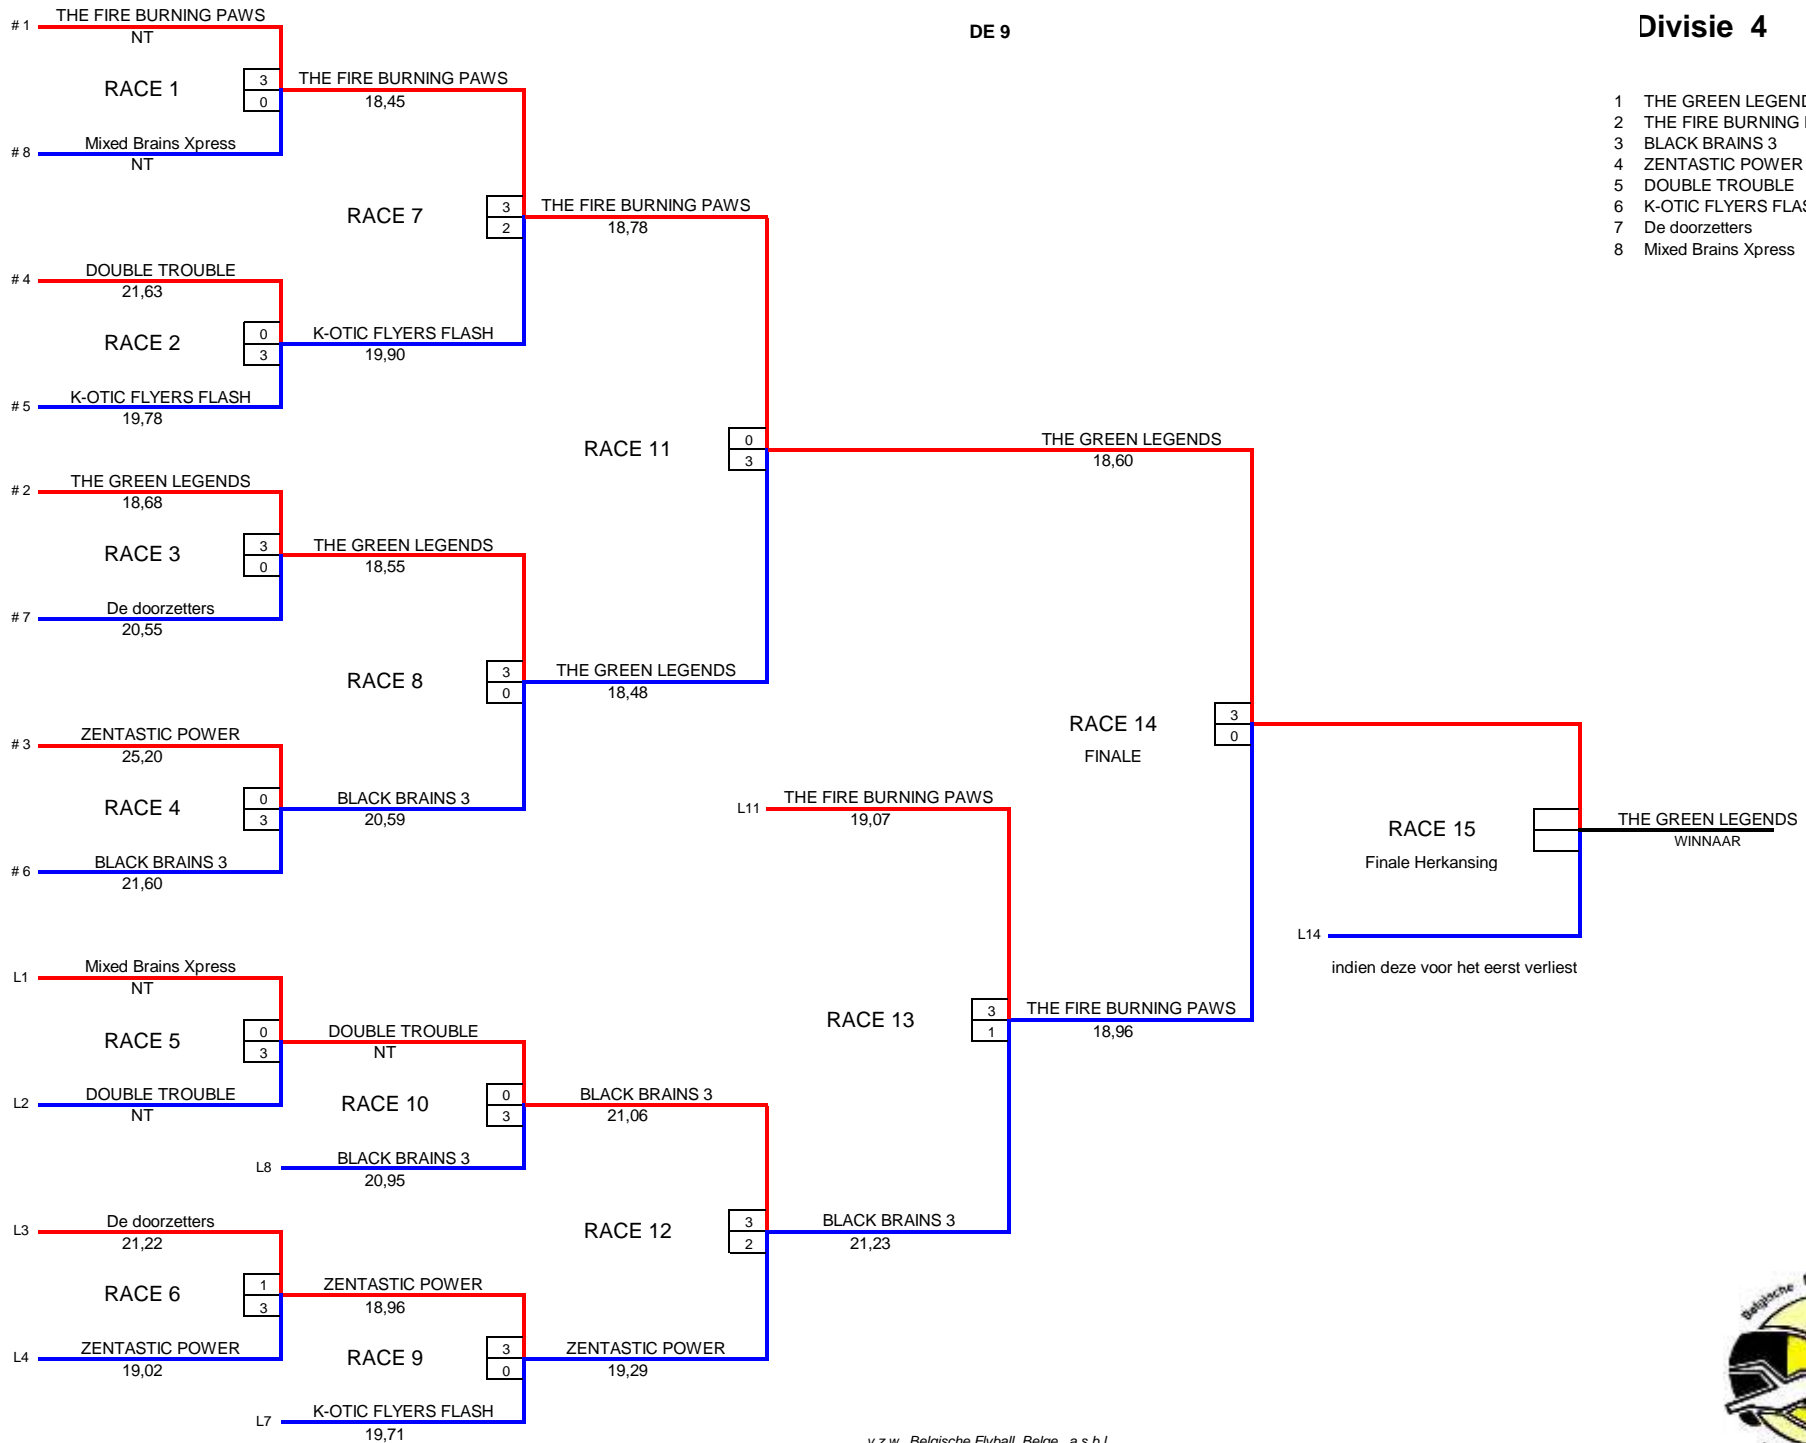 DE 9
Divisie 4
1 THE GREEN LEGEND
2 THE FIRE BURNING
3 BLACK BRAINS 3
4 ZENTASTIC POWER
5 DOUBLE TROUBLE
6 K-OTIC FLYERS FLAS
7 De doorzetters
8 Mixed Brains Xpress
# 1 THE FIRE BURNING PAWS
NT
RACE 1 3
0
THE FIRE BURNING PAWS
18,45
# 8 Mixed Brains Xpress
NT
RACE 7 3
2
THE FIRE BURNING PAWS
18,78
# 4 DOUBLE TROUBLE
21,63
RACE 2 0
3
K-OTIC FLYERS FLASH
19,90
# 5 K-OTIC FLYERS FLASH
19,78
RACE 11 0
3
THE GREEN LEGENDS
18,60
# 2 THE GREEN LEGENDS
18,68
RACE 3 3
0
THE GREEN LEGENDS
18,55
# 7 De doorzetters
20,55
RACE 8 3
0
THE GREEN LEGENDS
18,48
# 3 ZENTASTIC POWER
25,20
RACE 4 0
3
BLACK BRAINS 3
20,59
# 6 BLACK BRAINS 3
21,60
RACE 14 3
FINALE 0
L11 THE FIRE BURNING PAWS
19,07
RACE 15
Finale Herkansing
THE GREEN LEGENDS
WINNAAR
L14
indien deze voor het eerst verliest
L1 Mixed Brains Xpress
NT
RACE 5 0
3
DOUBLE TROUBLE
NT
L2 DOUBLE TROUBLE
NT
RACE 13 3
1
THE FIRE BURNING PAWS
18,96
RACE 10 0
3
BLACK BRAINS 3
21,06
L8 BLACK BRAINS 3
20,95
L3 De doorzetters
21,22
RACE 12 3
2
BLACK BRAINS 3
21,23
RACE 6 1
3
ZENTASTIC POWER
18,96
L4 ZENTASTIC POWER
19,02
RACE 9 3
0
ZENTASTIC POWER
19,29
L7 K-OTIC FLYERS FLASH
19,71
v.z.w. Belgische Flyball Belge a.s.b.l.
Belgische